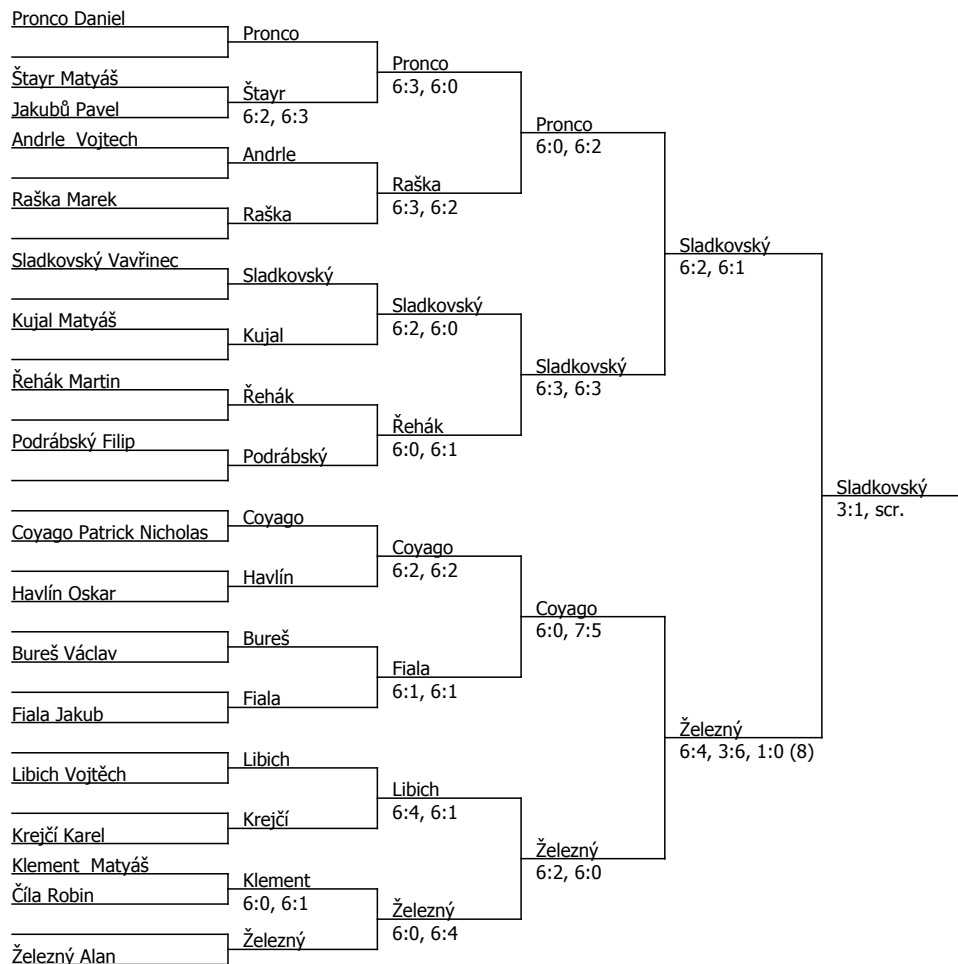 Pronco Daniel
Štayr Matyáš
Jakubů Pavel
Andrle  Vojtech
Raška Marek
Sladkovský Vavřinec
Kujal Matyáš
Řehák Martin
Podrábský Filip
Coyago Patrick Nicholas
Havlín Oskar
Bureš Václav
Fiala Jakub
Libich Vojtěch
Krejčí Karel
Klement  Matyáš
Číla Robin
Železný Alan
Pronco
Štayr
6:2, 6:3
Andrle
Raška
Sladkovský
Kujal
Řehák
Podrábský
Coyago
Havlín
Bureš
Fiala
Libich
Krejčí
Klement
6:0, 6:1
Železný
Pronco
6:3, 6:0
Raška
6:3, 6:2
Sladkovský
6:2, 6:0
Řehák
6:0, 6:1
Coyago
6:2, 6:2
Fiala
6:1, 6:1
Libich
6:4, 6:1
Železný
6:0, 6:4
Pronco
6:0, 6:2
Sladkovský
6:3, 6:3
Coyago
6:0, 7:5
Železný
6:2, 6:0
Sladkovský
6:2, 6:1
Železný
6:4, 3:6, 1:0 (8)
Sladkovský
3:1, scr.